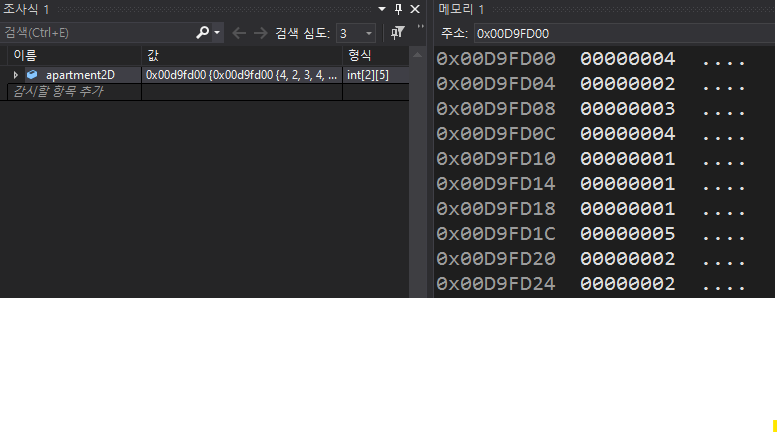 조사식 1
검색(Ctrl+E) 검색 심도: 3
이름 값 형식
apartment2D 0x00d9fd00 {0x00d9fd00 {4, 2, 3, 4, ... int[2][5]
감시할 항목 추가
메모리 1
주소: 0x00D9FD00
0x00D9FD00 00000004 ....
0x00D9FD04 00000002 ....
0x00D9FD08 00000003 ....
0x00D9FD0C 00000004 ....
0x00D9FD10 00000001 ....
0x00D9FD14 00000001 ....
0x00D9FD18 00000001 ....
0x00D9FD1C 00000005 ....
0x00D9FD20 00000002 ....
0x00D9FD24 00000002 ....